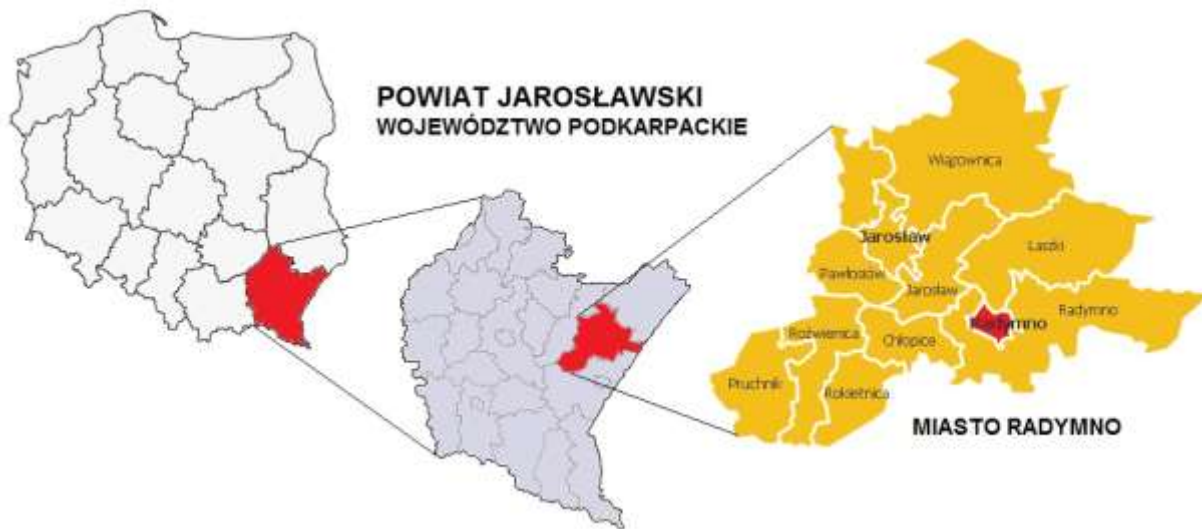 POWIAT JAROSŁAWSKI
WOJEWÓDZTWO PODKARPACKIE
Wiązownica
Jarosław
Laszki
Pawłosiów
Jarosław
Radymno
Radymno
Roźwienica
Chłopice
Pruchnik
Rokietnica
MIASTO RADYMNO